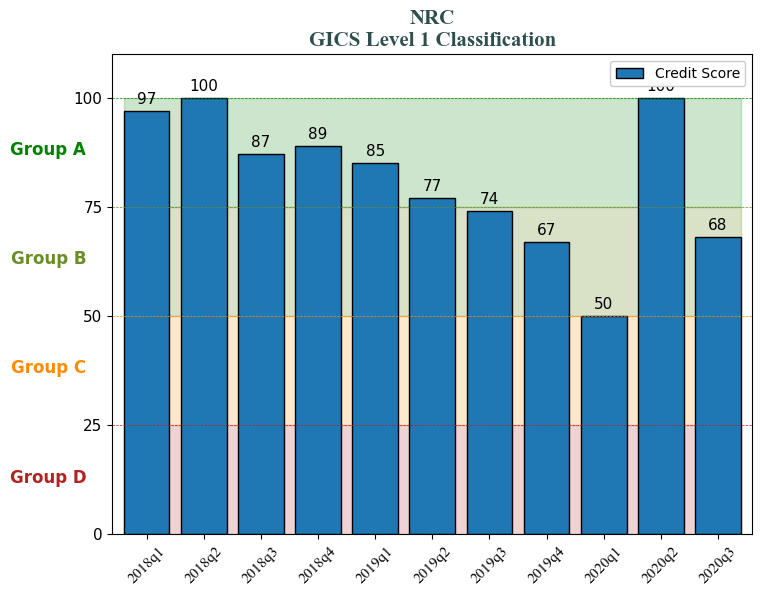 NRC
GICS Level 1 Classification
Credit Score
100
97
100
87
89
85
77
74
67
50
100
68
Group A
75
Group B
50
Group C
25
Group D
0
2018q1
2018q2
2018q3
2018q4
2019q1
2019q2
2019q3
2019q4
2020q1
2020q2
2020q3